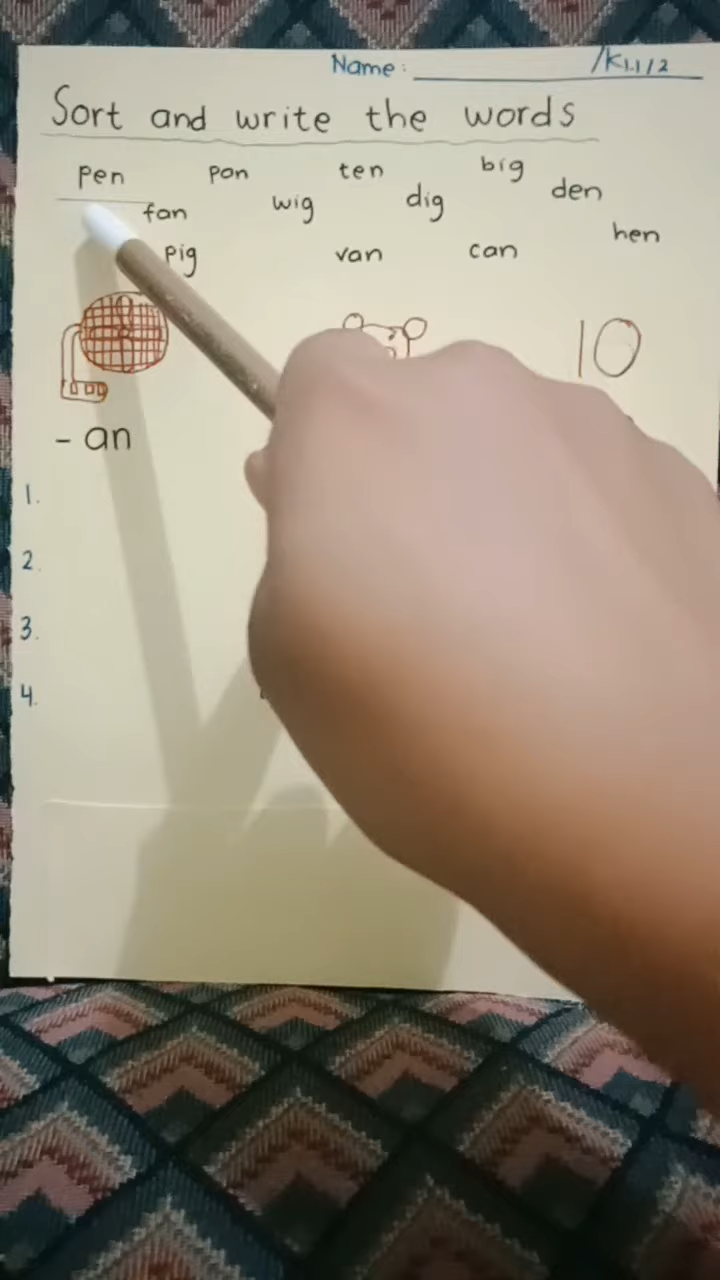 Name: /K1.1/2
Sort and write the words
pen pan ten big
fan wig dig den
pig van can hen
10
- an
1.
2.
3.
4.